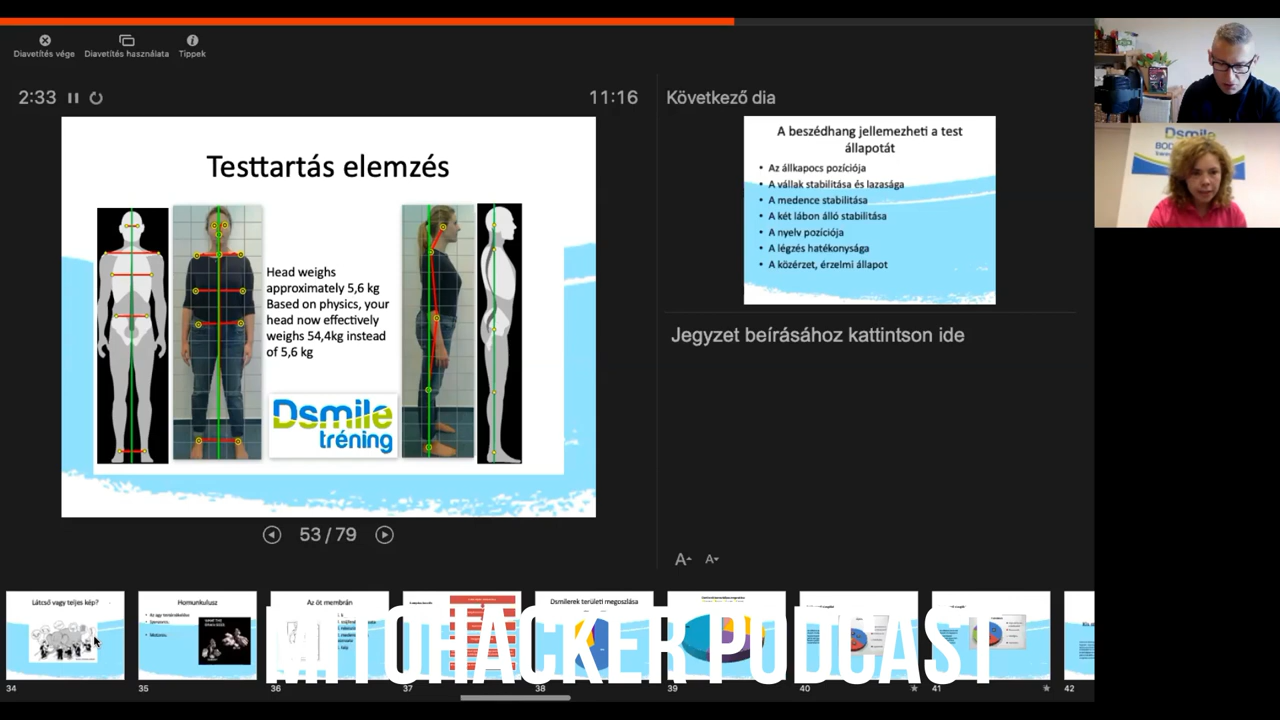 Diavetítés vége
Diavetítés használata
Tippek
2:33
11:16
Következő dia
Testtartás elemzés
Head weighs
approximately 5,6 kg
Based on physics, your
head now effectively
weighs 54,4kg instead
of 5,6 kg
Dsmile
tréning
A beszédhang jellemezheti a test
állapotát
• Az állkapocs pozíciója
• A vállak stabilitása és lazasága
• A medence stabilitása
• A két lábon álló stabilitása
• A nyelv pozíciója
• A légzés hatékonysága
• A közérzet, érzelmi állapot
Jegyzet beírásához kattintson ide
Dsmile
53 / 79
Látcső vagy teljes kép?
Homunkulusz
Az öt membrán
Dsmilerek területi megoszlása
MITOHACKER PODCAST
34
35
36
37
38
39
40
41
42